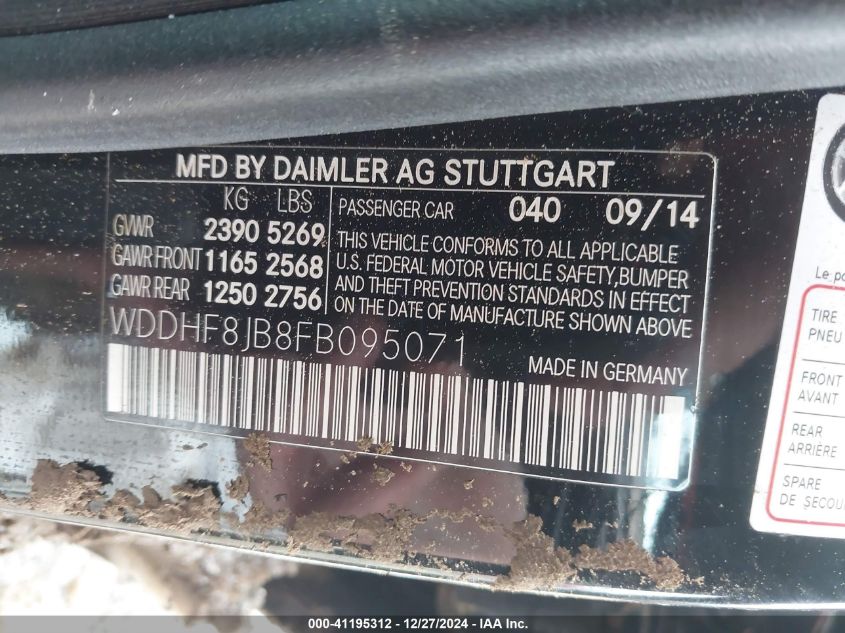 MFD BY DAIMLER AG STUTTGART
KG LBS
GVWR 2390 5269
GAWR FRONT 1165 2568
GAWR REAR 1250 2756
PASSENGER CAR 040 09/14
THIS VEHICLE CONFORMS TO ALL APPLICABLE
U.S. FEDERAL MOTOR VEHICLE SAFETY,BUMPER
AND THEFT PREVENTION STANDARDS IN EFFECT
ON THE DATE OF MANUFACTURE SHOWN ABOVE.
WDDHF8JB8FB095071
MADE IN GERMANY
Le
TIRE
PNEU
FRONT
AVANT
REAR
ARRIÈRE
SPARE
DE
000-41195312 - 12/27/2024 - IAA Inc.